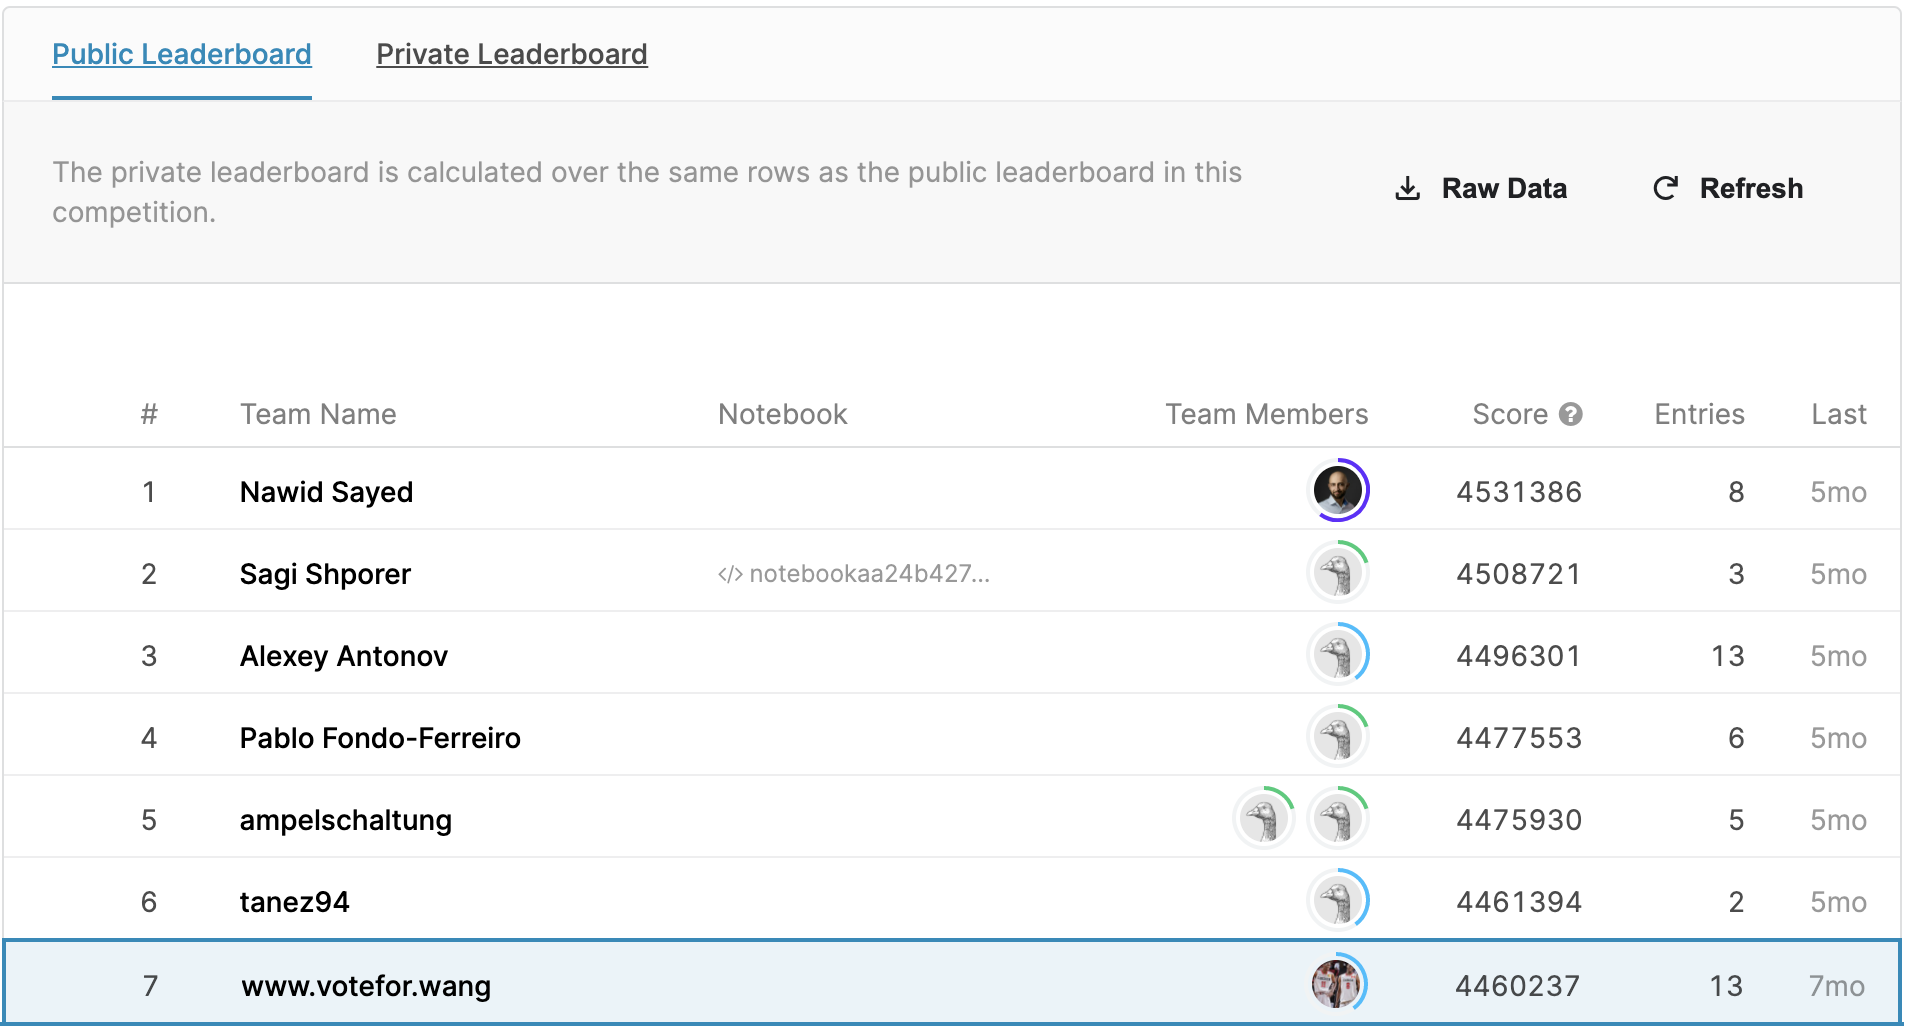 Public Leaderboard Private Leaderboard
The private leaderboard is calculated over the same rows as the public leaderboard in this
competition.
Raw Data Refresh
# Team Name Notebook Team Members Score ? Entries Last
1 Nawid Sayed 4531386 8 5mo
2 Sagi Shporer </> notebookaa24b427... 4508721 3 5mo
3 Alexey Antonov 4496301 13 5mo
4 Pablo Fondo-Ferreiro 4477553 6 5mo
5 ampelschaltung 4475930 5 5mo
6 tanez94 4461394 2 5mo
7 www.votefor.wang 4460237 13 7mo